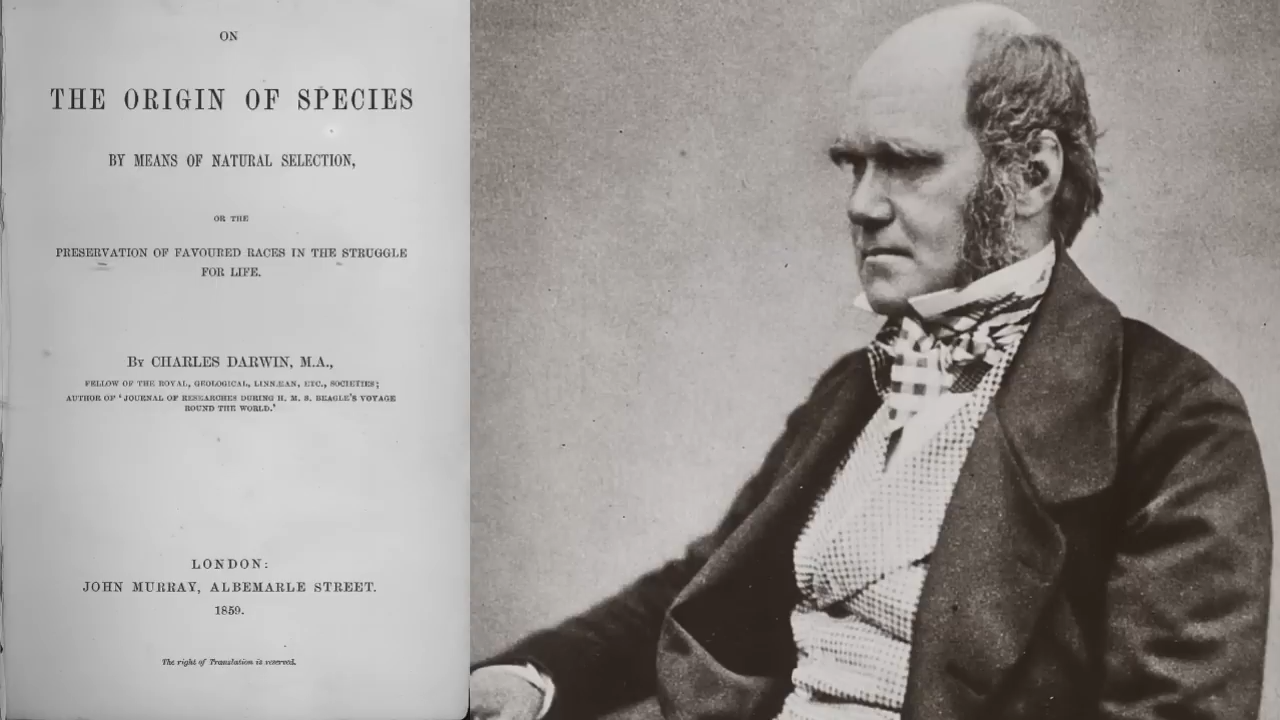 ON
THE ORIGIN OF SPECIES
BY MEANS OF NATURAL SELECTION,
OR THE
PRESERVATION OF FAVOURED RACES IN THE STRUGGLE
FOR LIFE.
By CHARLES DARWIN, M.A.,
FELLOW OF THE ROYAL, GEOLOGICAL, LINNÆAN, ETC., SOCIETIES;
AUTHOR OF ‘JOURNAL OF RESEARCHES DURING H. M. S. BEAGLE’S VOYAGE
ROUND THE WORLD.’
LONDON:
JOHN MURRAY, ALBEMARLE STREET.
1859.
The right of Translation is reserved.